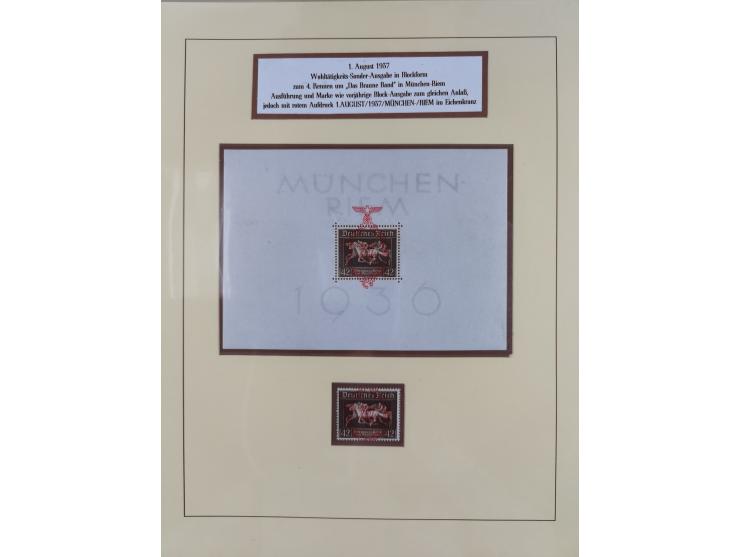 1. August 1937
Wohltätigkeits-Sonder-Ausgabe in Blockform
zum 4. Rennen um „Das Braune Band" in München-Riem
Ausführung und Marke wie vorjährige Block-Ausgabe zum gleichen Anlaß,
jedoch mit rotem Aufdruck 1.AUGUST/1937/MÜNCHEN-/RIEM im Eichenkranz
MÜNCHEN-
RIEM
Deutsches Reich
42 42
1936
Deutsches Reich
42 42